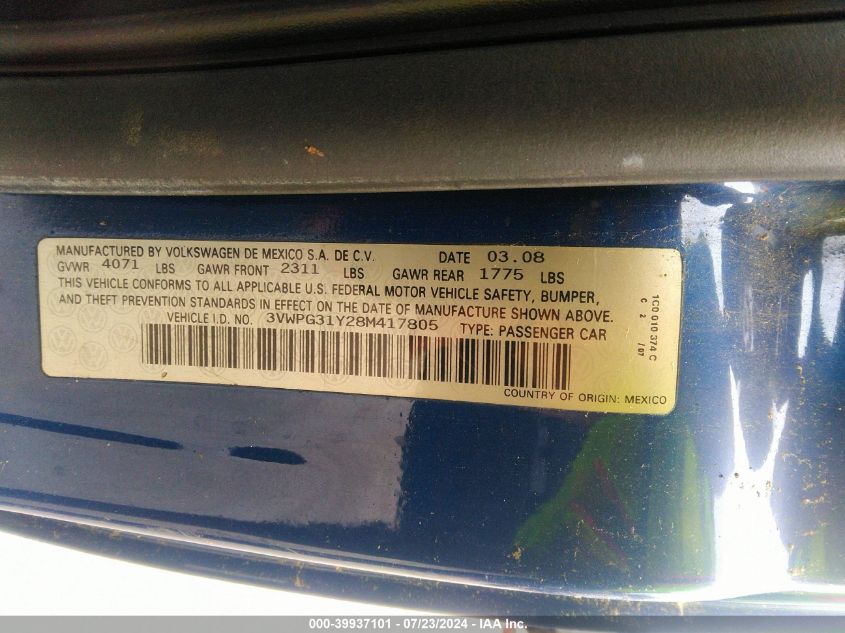 MANUFACTURED BY VOLKSWAGEN DE MEXICO S.A. DE C.V. DATE 03.08
GVWR 4071 LBS GAWR FRONT 2311 LBS GAWR REAR 1775 LBS
THIS VEHICLE CONFORMS TO ALL APPLICABLE U.S. FEDERAL MOTOR VEHICLE SAFETY, BUMPER,
AND THEFT PREVENTION STANDARDS IN EFFECT ON THE DATE OF MANUFACTURE SHOWN ABOVE.
VEHICLE I.D. NO. 3VWPG31Y28M417805 TYPE: PASSENGER CAR
COUNTRY OF ORIGIN: MEXICO
1C0 010 374 C
C 2 /07
000-39937101 / 07/23/2024 - IAA Inc.